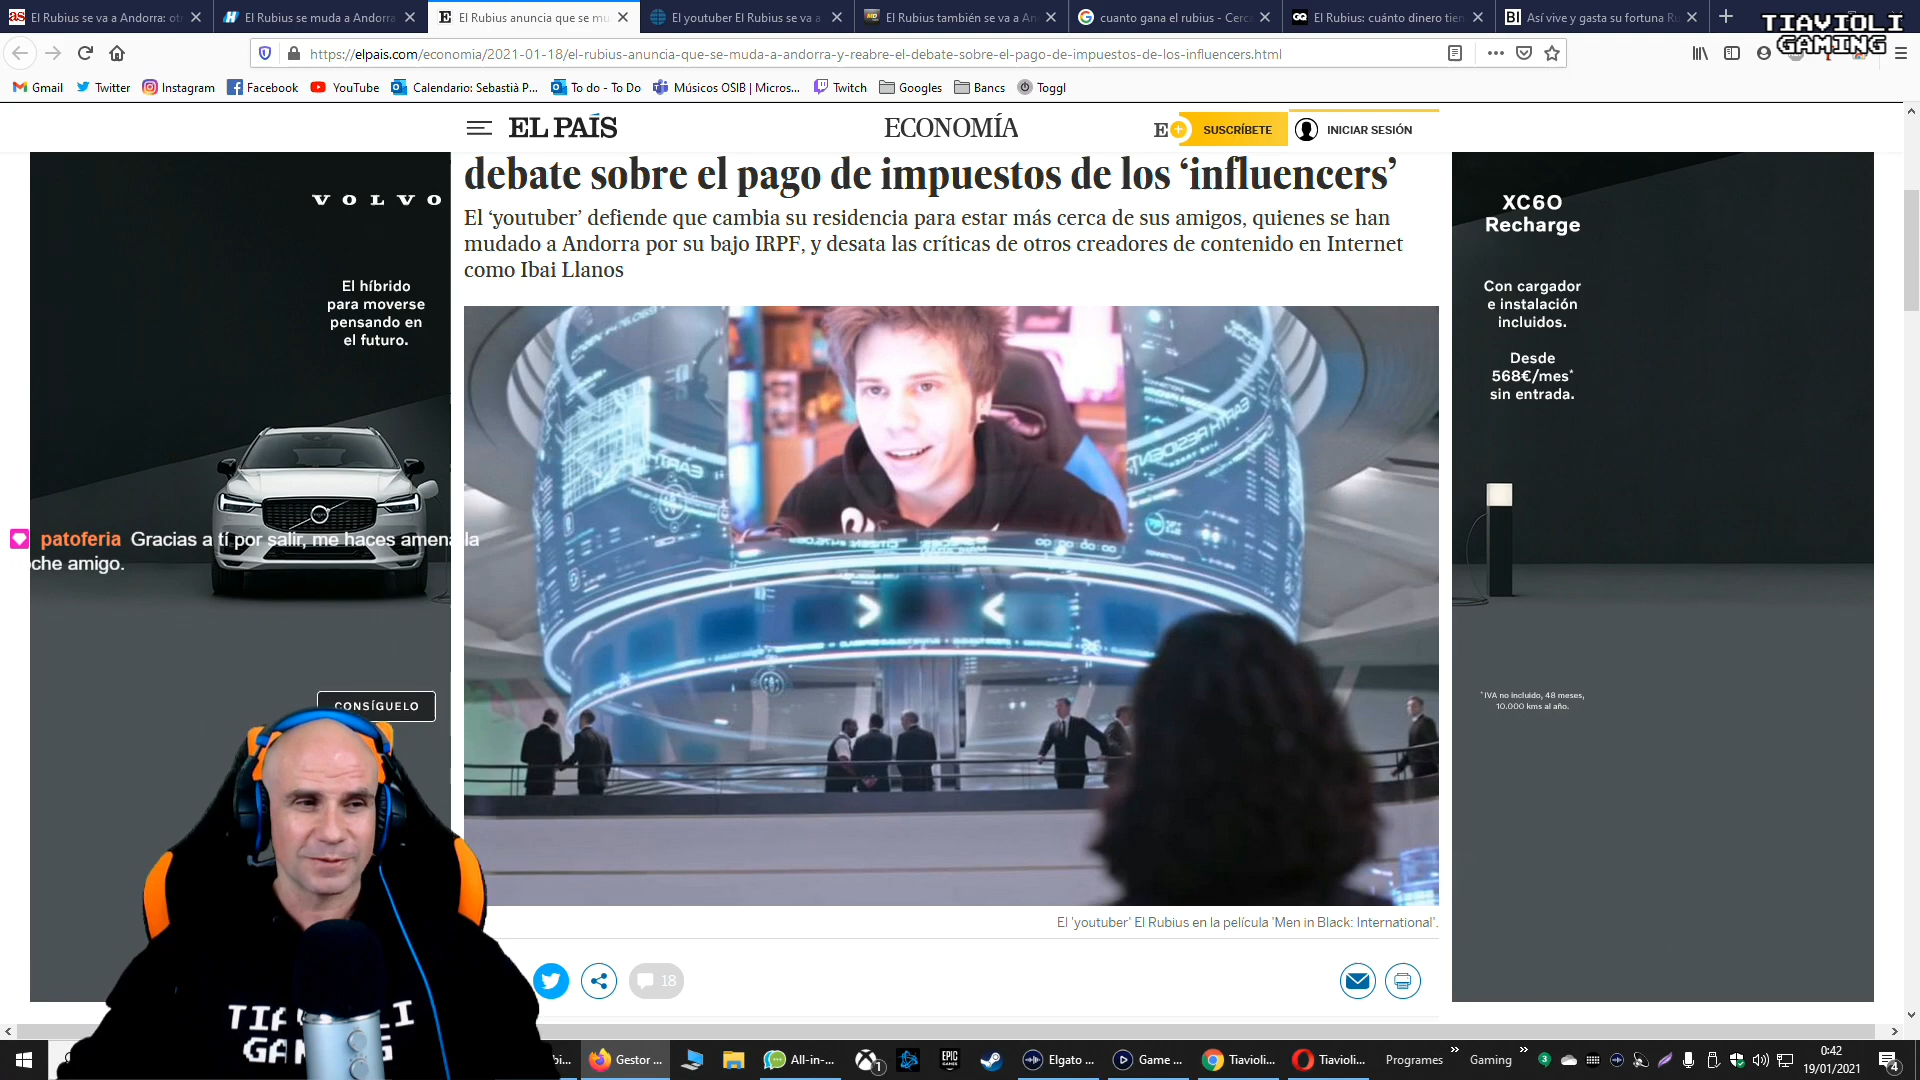 El Rubius se va a Andorra: otr
El Rubius se muda a Andorra
El Rubius anuncia que se mu
El youtuber El Rubius se va a
El Rubius también se va a An
cuanto gana el rubius - Cerca
El Rubius: cuánto dinero tien
Así vive y gasta su fortuna Ru
TIAVIOLI
GAMING
https://elpais.com/economia/2021-01-18/el-rubius-anuncia-que-se-muda-a-andorra-y-reabre-el-debate-sobre-el-pago-de-impuestos-de-los-influencers.html
Gmail Twitter Instagram Facebook YouTube Calendario: Sebastià P... To do - To Do Músicos OSIB | Micros... Twitch Googles Bancs Toggl
EL PAÍS
ECONOMÍA
E+ SUSCRÍBETE
INICIAR SESIÓN
debate sobre el pago de impuestos de los ‘influencers’
El ‘youtuber’ defiende que cambia su residencia para estar más cerca de sus amigos, quienes se han
mudado a Andorra por su bajo IRPF, y desata las críticas de otros creadores de contenido en Internet
como Ibai Llanos
VOLVO
El híbrido
para moverse
pensando en
el futuro.
CONSÍGUELO
XC60
Recharge
Con cargador
e instalación
incluidos.
Desde
568€/mes*
sin entrada.
*IVA no incluido, 48 meses,
10.000 kms al año.
patoferia Gracias a tí por salir, me haces amena la
oche amigo.
El 'youtuber' El Rubius en la película 'Men in Black: International'.
18
TIAVIOLI
GAMING
Gestor ...
All-in-...
EPIC GAMES
Elgato ...
Game ...
Tiavioli...
Tiavioli...
Programes
Gaming
0:42
19/01/2021
4